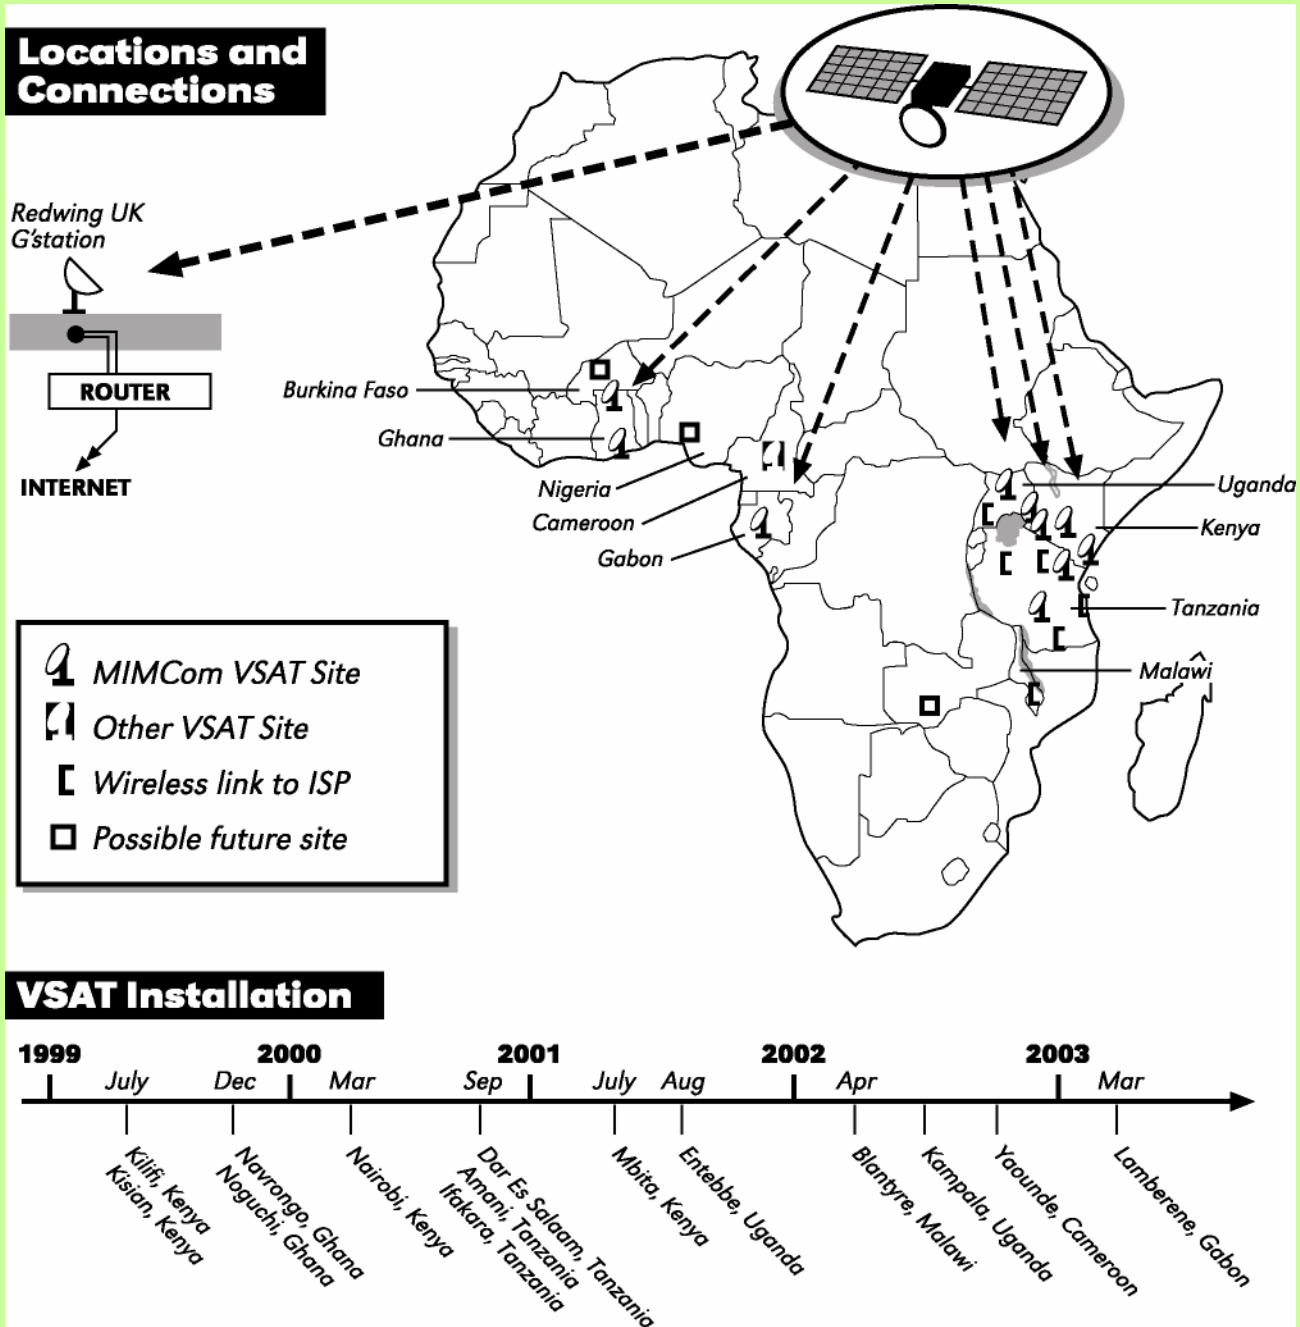 Locations and
Connections
Redwing UK
G'station
ROUTER
INTERNET
Burkina Faso
Ghana
Nigeria
Cameroon
Gabon
Uganda
Kenya
Tanzania
Malawi
MIMCom VSAT Site
Other VSAT Site
Wireless link to ISP
Possible future site
VSAT Installation
1999
2000
2001
2002
2003
July
Dec
Mar
Sep
July
Aug
Apr
Mar
Kilifi, Kenya
Kisian, Kenya
Navrongo, Ghana
Noguchi, Ghana
Nairobi, Kenya
Dar Es Salaam, Tanzania
Amani, Tanzania
Ifakara, Tanzania
Mbita, Kenya
Entebbe, Uganda
Blantyre, Malawi
Kampala, Uganda
Yaounde, Cameroon
Lamberene, Gabon